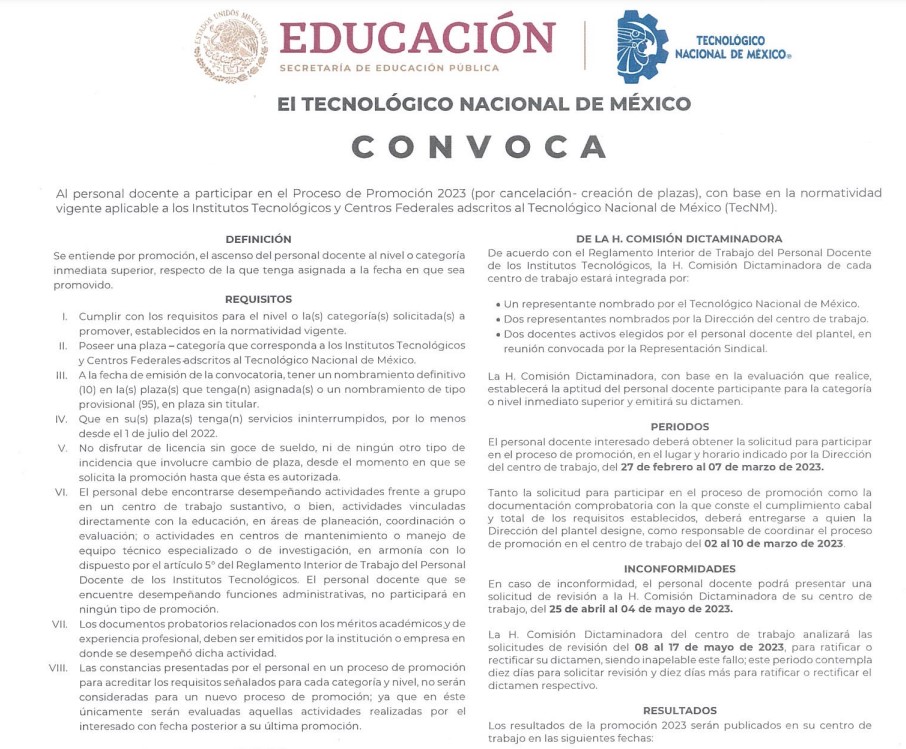 ESTADOS UNIDOS MEXICANOS
EDUCACIÓN
SECRETARÍA DE EDUCACIÓN PÚBLICA
TECNOLÓGICO
NACIONAL DE MÉXICO®
El TECNOLÓGICO NACIONAL DE MÉXICO
CONVOCA
Al personal docente a participar en el Proceso de Promoción 2023 (por cancelación- creación de plazas), con base en la normatividad
vigente aplicable a los Institutos Tecnológicos y Centros Federales adscritos al Tecnológico Nacional de México (TecNM).
DEFINICIÓN
Se entiende por promoción, el ascenso del personal docente al nivel o categoría
inmediata superior, respecto de la que tenga asignada a la fecha en que sea
promovido.
REQUISITOS
I. Cumplir con los requisitos para el nivel o la(s) categoría(s) solicitada(s) a
promover, establecidos en la normatividad vigente.
II. Poseer una plaza – categoría que corresponda a los Institutos Tecnológicos
y Centros Federales adscritos al Tecnológico Nacional de México.
III. A la fecha de emisión de la convocatoria, tener un nombramiento definitivo
(10) en la(s) plaza(s) que tenga(n) asignada(s) o un nombramiento de tipo
provisional (95), en plaza sin titular.
IV. Que en su(s) plaza(s) tenga(n) servicios ininterrumpidos, por lo menos
desde el 1 de julio del 2022.
V. No disfrutar de licencia sin goce de sueldo, ni de ningún otro tipo de
incidencia que involucre cambio de plaza, desde el momento en que se
solicita la promoción hasta que ésta es autorizada.
VI. El personal debe encontrarse desempeñando actividades frente a grupo
en un centro de trabajo sustantivo, o bien, actividades vinculadas
directamente con la educación, en áreas de planeación, coordinación o
evaluación; o actividades en centros de mantenimiento o manejo de
equipo técnico especializado o de investigación, en armonía con lo
dispuesto por el artículo 5° del Reglamento Interior de Trabajo del Personal
Docente de los Institutos Tecnológicos. El personal docente que se
encuentre desempeñando funciones administrativas, no participará en
ningún tipo de promoción.
VII. Los documentos probatorios relacionados con los méritos académicos y de
experiencia profesional, deben ser emitidos por la institución o empresa en
donde se desempeñó dicha actividad.
VIII. Las constancias presentadas por el personal en un proceso de promoción
para acreditar los requisitos señalados para cada categoría y nivel, no serán
consideradas para un nuevo proceso de promoción; ya que en éste
únicamente serán evaluadas aquellas actividades realizadas por el
interesado con fecha posterior a su última promoción.
DE LA H. COMISIÓN DICTAMINADORA
De acuerdo con el Reglamento Interior de Trabajo del Personal Docente
de los Institutos Tecnológicos, la H. Comisión Dictaminadora de cada
centro de trabajo estará integrada por:
• Un representante nombrado por el Tecnológico Nacional de México.
• Dos representantes nombrados por la Dirección del centro de trabajo.
• Dos docentes activos elegidos por el personal docente del plantel, en
reunión convocada por la Representación Sindical.
La H. Comisión Dictaminadora, con base en la evaluación que realice,
establecerá la aptitud del personal docente participante para la categoría
o nivel inmediato superior y emitirá su dictamen.
PERIODOS
El personal docente interesado deberá obtener la solicitud para participar
en el proceso de promoción, en el lugar y horario indicado por la Dirección
del centro de trabajo, del 27 de febrero al 07 de marzo de 2023.
Tanto la solicitud para participar en el proceso de promoción como la
documentación comprobatoria con la que conste el cumplimiento cabal
y total de los requisitos establecidos, deberá entregarse a quien la
Dirección del plantel designe, como responsable de coordinar el proceso
de promoción en el centro de trabajo del 02 al 10 de marzo de 2023.
INCONFORMIDADES
En caso de inconformidad, el personal docente podrá presentar una
solicitud de revisión a la H. Comisión Dictaminadora de su centro de
trabajo, del 25 de abril al 04 de mayo de 2023.
La H. Comisión Dictaminadora del centro de trabajo analizará las
solicitudes de revisión del 08 al 17 de mayo de 2023, para ratificar o
rectificar su dictamen, siendo inapelable este fallo; este periodo contempla
diez días para solicitar revisión y diez días más para ratificar o rectificar el
dictamen respectivo.
RESULTADOS
Los resultados de la promoción 2023 serán publicados en su centro de
trabajo en las siguientes fechas: